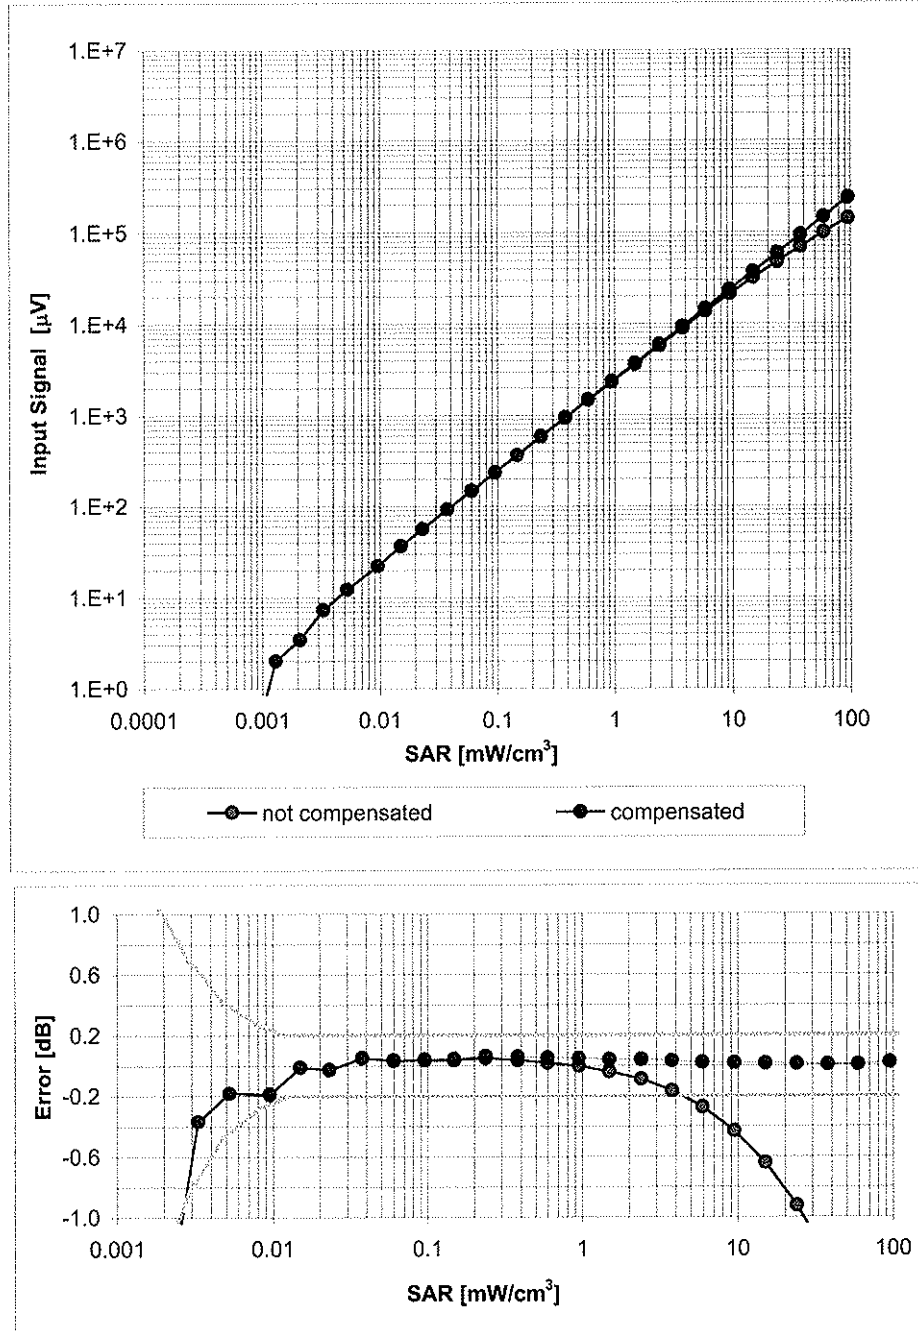 1.E+7
1.E+6
1.E+5
1.E+4
1.E+3
1.E+2
1.E+1
1.E+0
Input Signal [µV]
0.0001 0.001 0.01 0.1 1 10 100
SAR [mW/cm³]
not compensated compensated
1.0
0.6
0.2
-0.2
-0.6
-1.0
Error [dB]
0.001 0.01 0.1 1 10 100
SAR [mW/cm³]